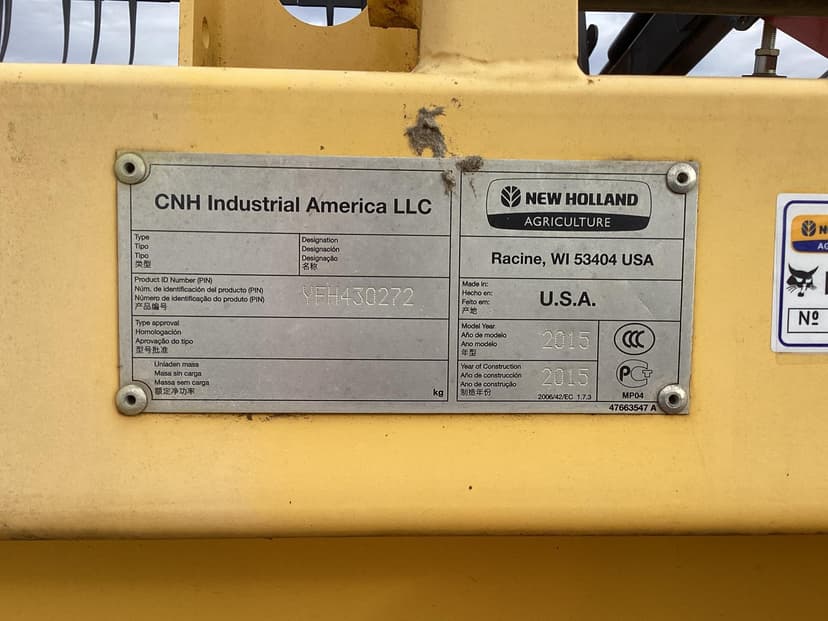 CNH Industrial America LLC
Type
Tipo
Tipo
类型
Designation
Designación
Designação
名称
Product ID Number (PIN)
Núm. de identificación del producto (PIN)
Número de identificação do produto (PIN)
产品编号
YFH430272
Type approval
Homologación
Aprovação do tipo
型号批准
Unladen mass
Masa sin carga
Massa sem carga
额定净功率
kg
NEW HOLLAND
AGRICULTURE
Racine, WI 53404 USA
Made in:
Hecho en:
Feito em:
产地
U.S.A.
Model Year
Año de modelo
Ano modelo
年型
2015
Year of Construction
Año de construcción
Ano de construção
制造年份
2015
2006/42/EC 1.7.3
CCC
PCT
MP04
47663547 A
Nº